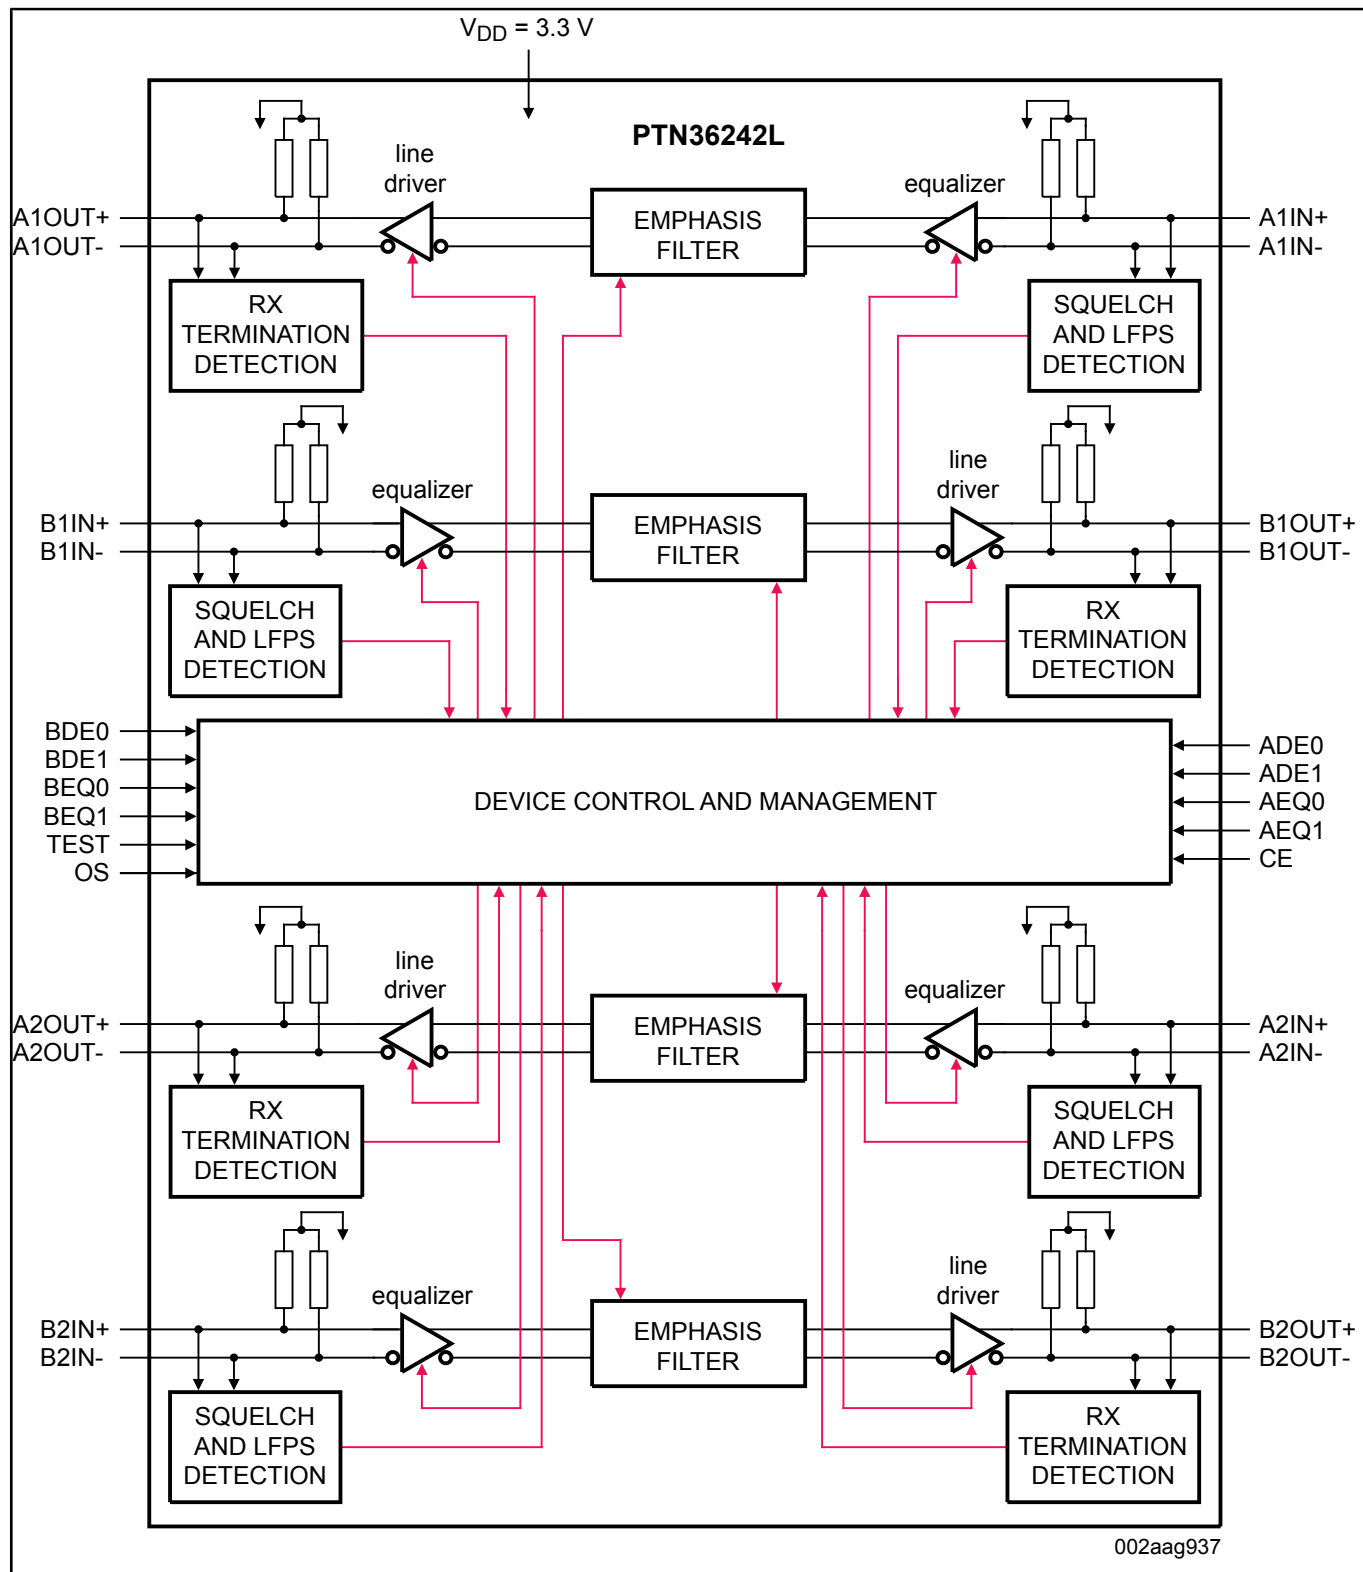 VDD = 3.3 V
PTN36242L
line
driver
equalizer
A1OUT+
A1OUT-
EMPHASIS
FILTER
A1IN+
A1IN-
RX
TERMINATION
DETECTION
SQUELCH
AND LFPS
DETECTION
equalizer
line
driver
B1IN+
B1IN-
EMPHASIS
FILTER
B1OUT+
B1OUT-
SQUELCH
AND LFPS
DETECTION
RX
TERMINATION
DETECTION
BDE0
BDE1
BEQ0
BEQ1
TEST
OS
DEVICE CONTROL AND MANAGEMENT
ADE0
ADE1
AEQ0
AEQ1
CE
line
driver
equalizer
A2OUT+
A2OUT-
EMPHASIS
FILTER
A2IN+
A2IN-
RX
TERMINATION
DETECTION
SQUELCH
AND LFPS
DETECTION
equalizer
line
driver
B2IN+
B2IN-
EMPHASIS
FILTER
B2OUT+
B2OUT-
SQUELCH
AND LFPS
DETECTION
RX
TERMINATION
DETECTION
002aag937